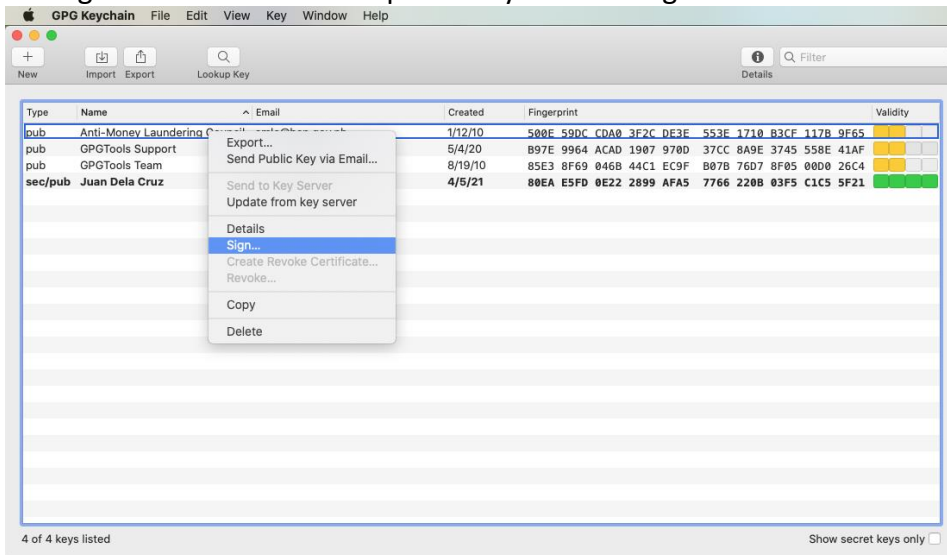 GPG Keychain File Edit View Key Window Help
New Import Export Lookup Key Details Filter
Type Name Email Created Fingerprint Validity
pub Anti-Money Laundering 1/12/10 500E 59DC CDA0 3F2C DE3E 553E 1710 B3CF 117B 9F65
pub GPGTools Support 5/4/20 B97E 9964 ACAD 1907 970D 37CC 8A9E 3745 558E 41AF
pub GPGTools Team 8/19/10 85E3 8F69 046B 44C1 EC9F B07B 76D7 8F05 00D0 26C4
sec/pub Juan Dela Cruz 4/5/21 80EA E5FD 0E22 2899 AFA5 7766 220B 03F5 C1C5 5F21
Export...
Send Public Key via Email...
Send to Key Server
Update from key server
Details
Sign...
Create Revoke Certificate...
Revoke...
Copy
Delete
4 of 4 keys listed Show secret keys only